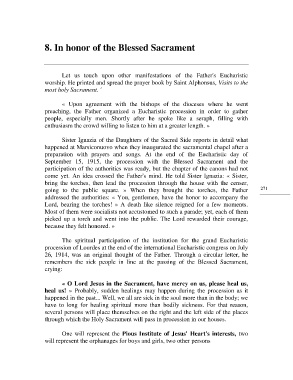 8. In honor of the Blessed Sacrament
Let us touch upon other manifestations of the Father's Eucharistic
worship. He printed and spread the prayer book by Saint Alphonsus, Visits to the
most holy Sacrament.
« Upon agreement with the bishops of the dioceses where he went
preaching, the Father organized a Eucharistic procession in order to gather
people, especially men. Shortly after he spoke like a seraph, filling with
enthusiasm the crowd willing to listen to him at a greater length. »
Sister Ignazia of the Daughters of the Sacred Side reports in detail what
happened at Marvicenuovo when they inaugurated the sacramental chapel after a
preparation with prayers and songs. At the end of the Eucharistic day of
September 15, 1915, the procession with the Blessed Sacrament and the
participation of the authorities was ready, but the chapter of the canons had not
come yet. An idea crossed the Father's mind. He told Sister Ignazia: « Sister,
bring the torches, then lead the procession through the house with the censer,
going to the public square. » When they brought the torches, the Father
addressed the authorities: « You, gentlemen, have the honor to accompany the
Lord, bearing the torches! » A death like silence reigned for a few moments.
Most of them were socialists not accustomed to such a parade; yet, each of them
picked up a torch and went into the public. The Lord rewarded their courage,
because they felt honored. »
271
The spiritual participation of the institution for the grand Eucharistic
procession of Lourdes at the end of the international Eucharistic congress on July
26, 1914, was an original thought of the Father. Through a circular letter, he
remembers the sick people in line at the passing of the Blessed Sacrament,
crying:
« O Lord Jesus in the Sacrament, have mercy on us, please heal us,
heal us! » Probably, sudden healings may happen during the procession as it
happened in the past... Well, we all are sick in the soul more than in the body; we
have to long for healing spiritual more than bodily sickness. For that reason,
several persons will place themselves on the right and the left side of the places
through which the Holy Sacrament will pass in procession in our houses.
One will represent the Pious Institute of Jesus' Heart's interests, two
will represent the orphanages for boys and girls, two other persons